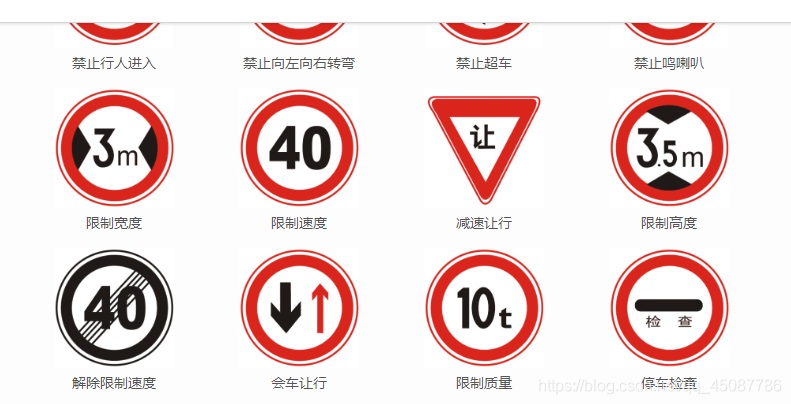 禁止行人进入
禁止向左向右转弯
禁止超车
禁止鸣喇叭
3m
40
让
3.5m
限制宽度
限制速度
减速让行
限制高度
40
10t
检 查
解除限制速度
会车让行
限制质量
停车检查